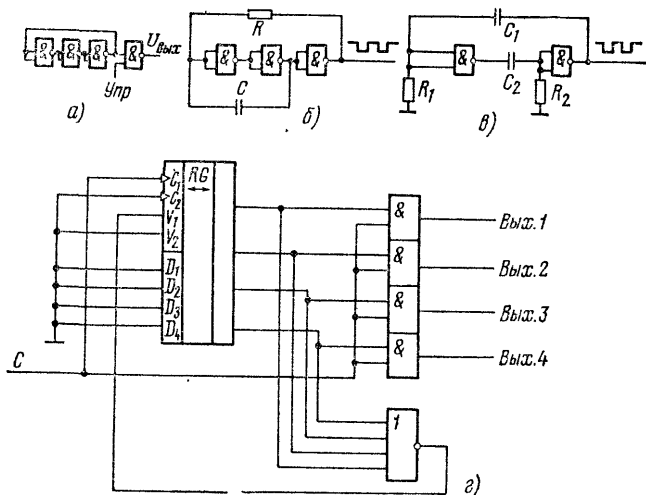 & & & & Uвых
Упр
а)
R
& & &
C
б)
C₁
& C₂ &
R₁ R₂
в)
C₁ RG
C₂ ↔
V₁
V₂
D₁
D₂
D₃
D₄
C
& Вых.1
& Вых.2
& Вых.3
& Вых.4
1
г)